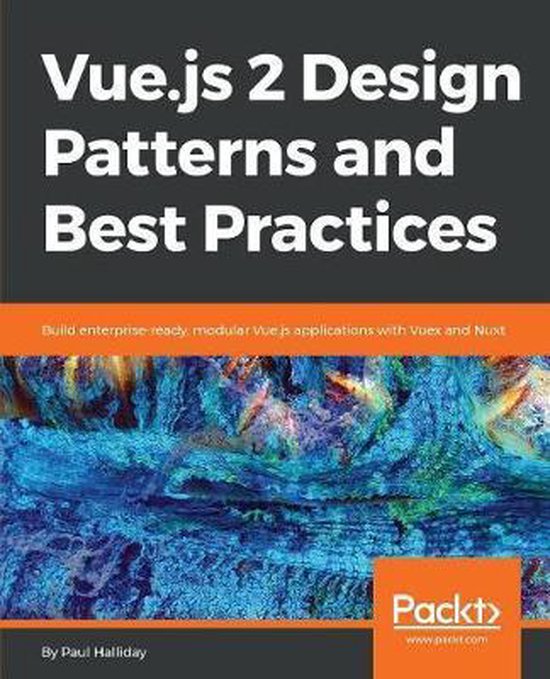 Vue.js 2 Design
Patterns and
Best Practices
Build enterprise-ready, modular Vue.js applications with Vuex and Nuxt
Packt>
www.packt.com
By Paul Halliday